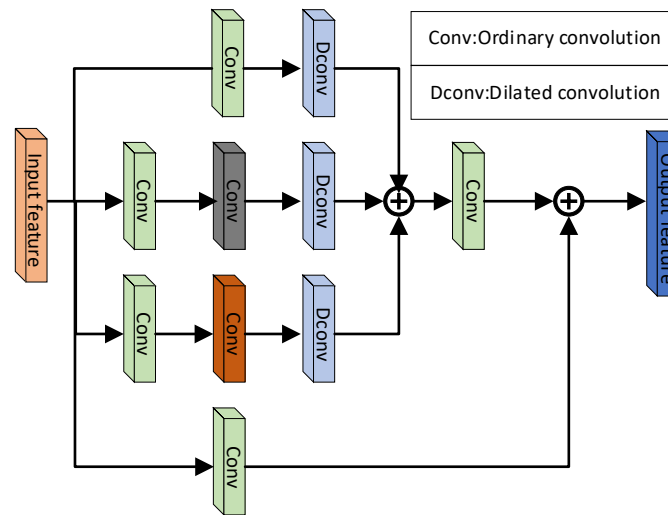 Conv
Dconv
Conv:Ordinary convolution
Dconv:Dilated convolution
Input feature
Conv
Conv
Dconv
Conv
Output feature
Conv
Conv
Dconv
Conv